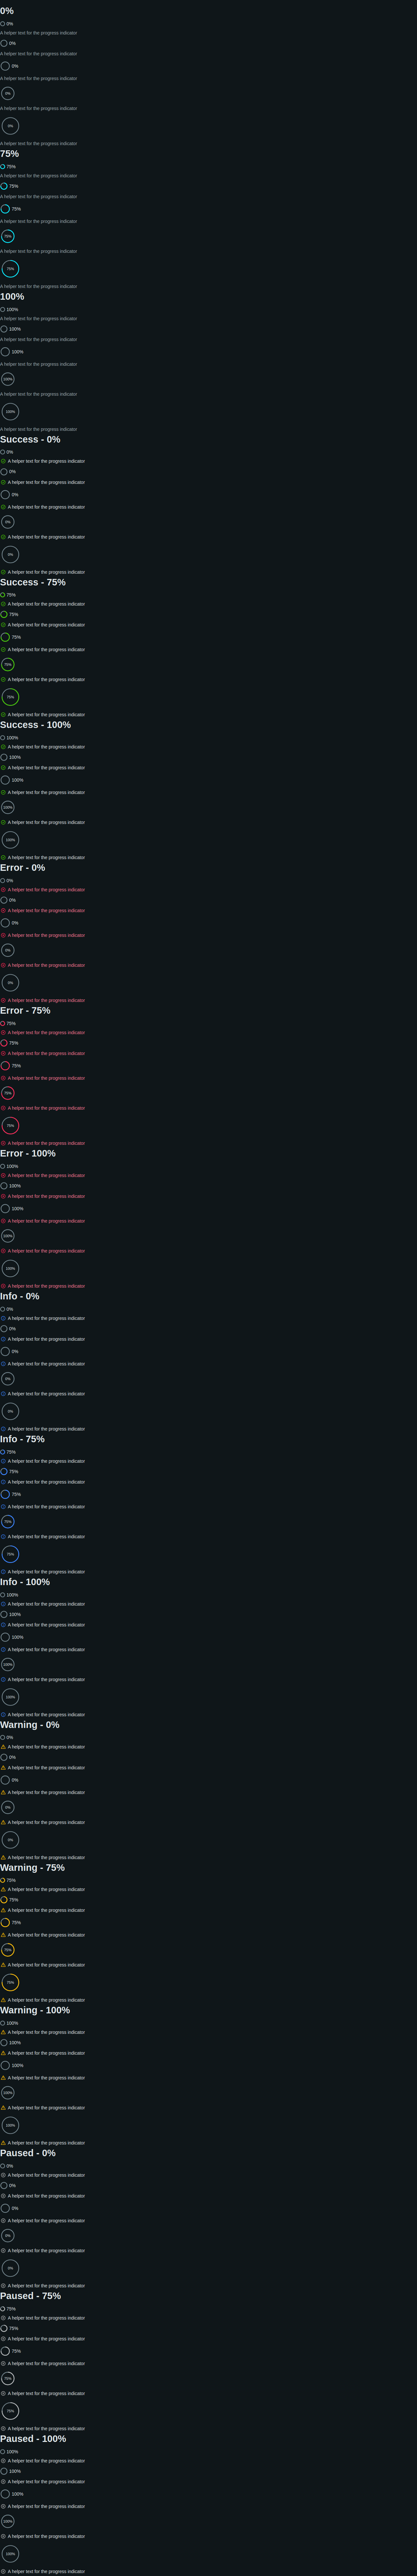 0%
0%
A helper text for the progress indicator
0%
A helper text for the progress indicator
0%
A helper text for the progress indicator
0%
A helper text for the progress indicator
0%
A helper text for the progress indicator
75%
75%
A helper text for the progress indicator
75%
A helper text for the progress indicator
75%
A helper text for the progress indicator
75%
A helper text for the progress indicator
75%
A helper text for the progress indicator
100%
100%
A helper text for the progress indicator
100%
A helper text for the progress indicator
100%
A helper text for the progress indicator
100%
A helper text for the progress indicator
100%
A helper text for the progress indicator
Success - 0%
0%
A helper text for the progress indicator
0%
A helper text for the progress indicator
0%
A helper text for the progress indicator
0%
A helper text for the progress indicator
0%
A helper text for the progress indicator
Success - 75%
75%
A helper text for the progress indicator
75%
A helper text for the progress indicator
75%
A helper text for the progress indicator
75%
A helper text for the progress indicator
75%
A helper text for the progress indicator
Success - 100%
100%
A helper text for the progress indicator
100%
A helper text for the progress indicator
100%
A helper text for the progress indicator
100%
A helper text for the progress indicator
100%
A helper text for the progress indicator
Error - 0%
0%
A helper text for the progress indicator
0%
A helper text for the progress indicator
0%
A helper text for the progress indicator
0%
A helper text for the progress indicator
0%
A helper text for the progress indicator
Error - 75%
75%
A helper text for the progress indicator
75%
A helper text for the progress indicator
75%
A helper text for the progress indicator
75%
A helper text for the progress indicator
75%
A helper text for the progress indicator
Error - 100%
100%
A helper text for the progress indicator
100%
A helper text for the progress indicator
100%
A helper text for the progress indicator
100%
A helper text for the progress indicator
100%
A helper text for the progress indicator
Info - 0%
0%
A helper text for the progress indicator
0%
A helper text for the progress indicator
0%
A helper text for the progress indicator
0%
A helper text for the progress indicator
0%
A helper text for the progress indicator
Info - 75%
75%
A helper text for the progress indicator
75%
A helper text for the progress indicator
75%
A helper text for the progress indicator
75%
A helper text for the progress indicator
75%
A helper text for the progress indicator
Info - 100%
100%
A helper text for the progress indicator
100%
A helper text for the progress indicator
100%
A helper text for the progress indicator
100%
A helper text for the progress indicator
100%
A helper text for the progress indicator
Warning - 0%
0%
A helper text for the progress indicator
0%
A helper text for the progress indicator
0%
A helper text for the progress indicator
0%
A helper text for the progress indicator
0%
A helper text for the progress indicator
Warning - 75%
75%
A helper text for the progress indicator
75%
A helper text for the progress indicator
75%
A helper text for the progress indicator
75%
A helper text for the progress indicator
75%
A helper text for the progress indicator
Warning - 100%
100%
A helper text for the progress indicator
100%
A helper text for the progress indicator
100%
A helper text for the progress indicator
100%
A helper text for the progress indicator
100%
A helper text for the progress indicator
Paused - 0%
0%
A helper text for the progress indicator
0%
A helper text for the progress indicator
0%
A helper text for the progress indicator
0%
A helper text for the progress indicator
0%
A helper text for the progress indicator
Paused - 75%
75%
A helper text for the progress indicator
75%
A helper text for the progress indicator
75%
A helper text for the progress indicator
75%
A helper text for the progress indicator
75%
A helper text for the progress indicator
Paused - 100%
100%
A helper text for the progress indicator
100%
A helper text for the progress indicator
100%
A helper text for the progress indicator
100%
A helper text for the progress indicator
100%
A helper text for the progress indicator